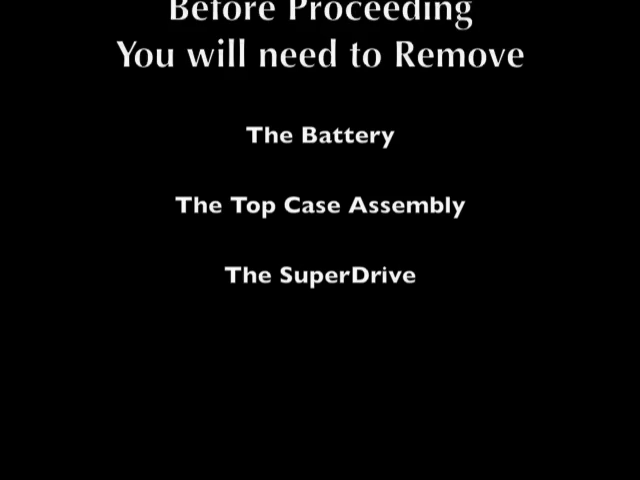 Before Proceeding
You will need to Remove
The Battery
The Top Case Assembly
The SuperDrive